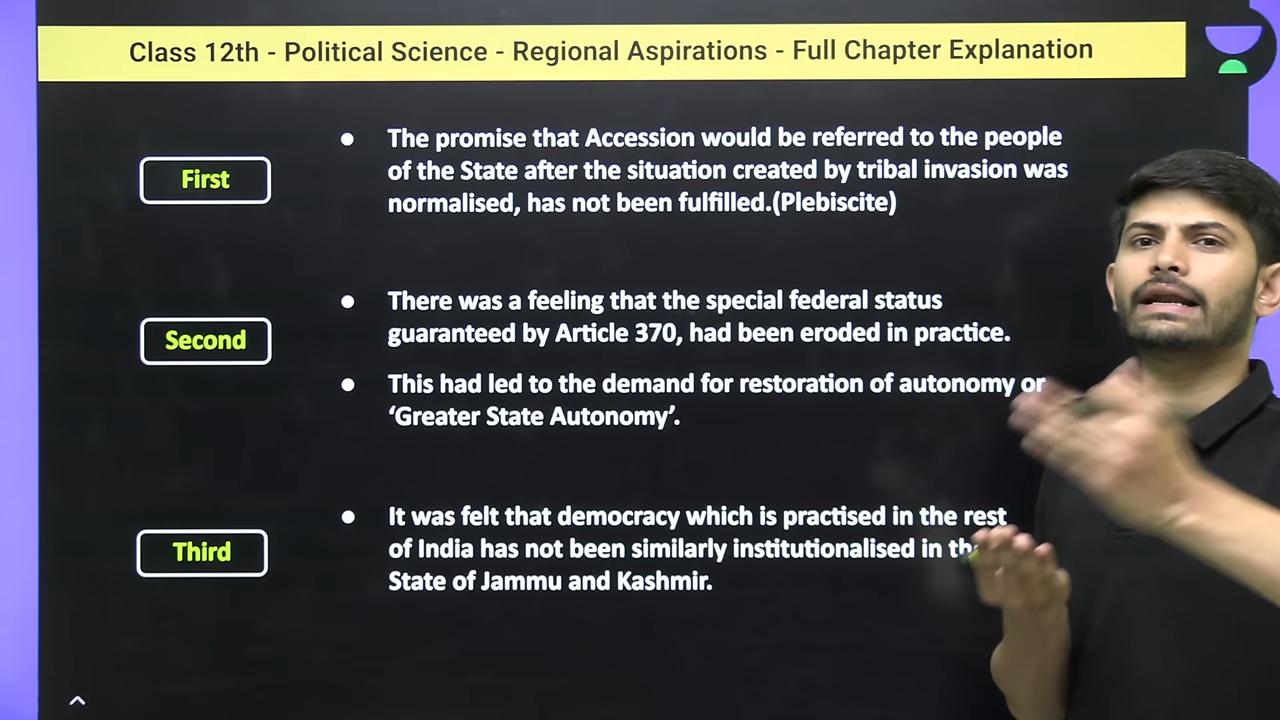 Class 12th - Political Science - Regional Aspirations - Full Chapter Explanation
First
● The promise that Accession would be referred to the people
of the State after the situation created by tribal invasion was
normalised, has not been fulfilled.(Plebiscite)
Second
● There was a feeling that the special federal status
guaranteed by Article 370, had been eroded in practice.
● This had led to the demand for restoration of autonomy or
‘Greater State Autonomy’.
Third
● It was felt that democracy which is practised in the rest
of India has not been similarly institutionalised in the
State of Jammu and Kashmir.